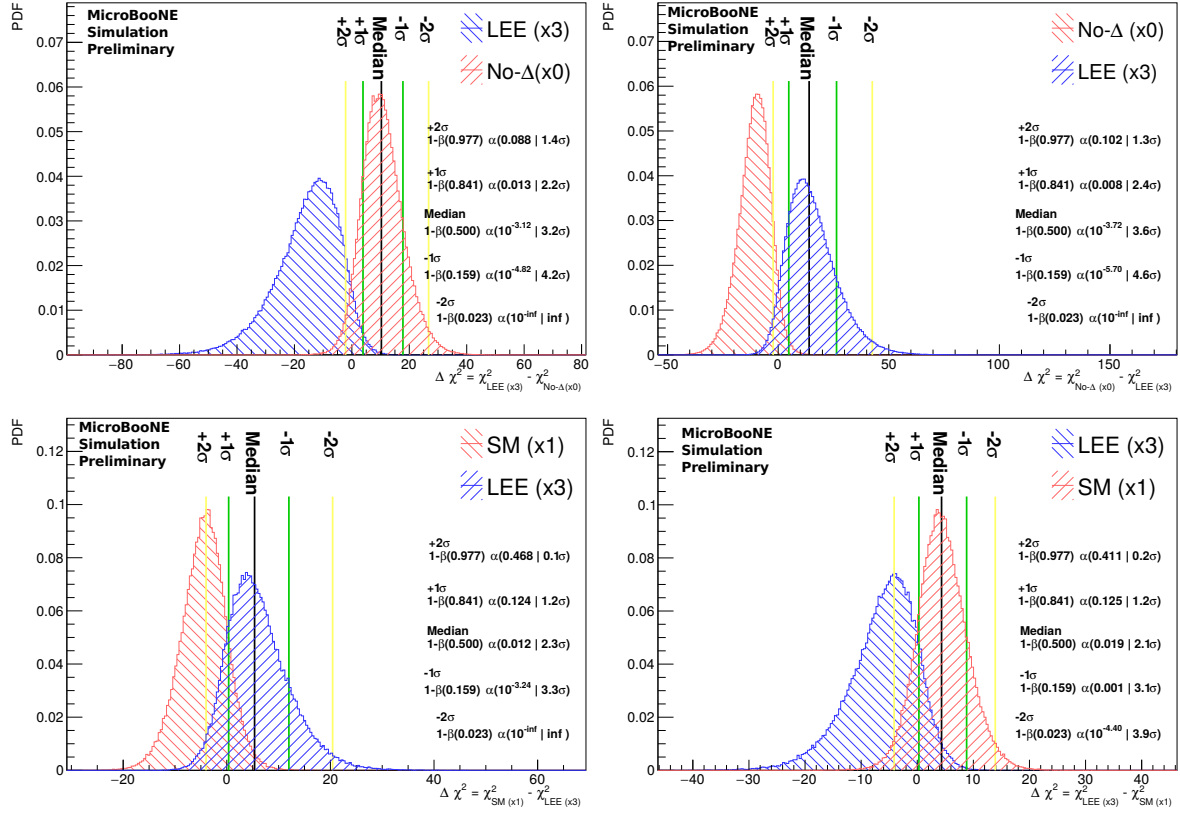 PDF
MicroBooNE
Simulation
Preliminary
+2σ
+1σ
Median
-1σ
-2σ
LEE (x3)
No-Δ(x0)
+2σ
1-β(0.977) α(0.088 | 1.4σ)
+1σ
1-β(0.841) α(0.013 | 2.2σ)
Median
1-β(0.500) α(10^-3.12 | 3.2σ)
-1σ
1-β(0.159) α(10^-4.82 | 4.2σ)
-2σ
1-β(0.023) α(10^-inf | inf )
0.07
0.06
0.05
0.04
0.03
0.02
0.01
0
−80 −60 −40 −20 0 20 40 60 80
Δ χ² = χ²_LEE (x3) - χ²_No-Δ(x0)
PDF
MicroBooNE
Simulation
Preliminary
+2σ
+1σ
Median
-1σ
-2σ
No-Δ (x0)
LEE (x3)
+2σ
1-β(0.977) α(0.102 | 1.3σ)
+1σ
1-β(0.841) α(0.008 | 2.4σ)
Median
1-β(0.500) α(10^-3.72 | 3.6σ)
-1σ
1-β(0.159) α(10^-5.70 | 4.6σ)
-2σ
1-β(0.023) α(10^-inf | inf )
0.07
0.06
0.05
0.04
0.03
0.02
0.01
0
−50 0 50 100 150
Δ χ² = χ²_No-Δ (x0) - χ²_LEE (x3)
PDF
MicroBooNE
Simulation
Preliminary
+2σ
+1σ
Median
-1σ
-2σ
SM (x1)
LEE (x3)
+2σ
1-β(0.977) α(0.468 | 0.1σ)
+1σ
1-β(0.841) α(0.124 | 1.2σ)
Median
1-β(0.500) α(0.012 | 2.3σ)
-1σ
1-β(0.159) α(10^-3.24 | 3.3σ)
-2σ
1-β(0.023) α(10^-inf | inf )
0.12
0.1
0.08
0.06
0.04
0.02
0
−20 0 20 40 60
Δ χ² = χ²_SM (x1) - χ²_LEE (x3)
PDF
MicroBooNE
Simulation
Preliminary
+2σ
+1σ
Median
-1σ
-2σ
LEE (x3)
SM (x1)
+2σ
1-β(0.977) α(0.411 | 0.2σ)
+1σ
1-β(0.841) α(0.125 | 1.2σ)
Median
1-β(0.500) α(0.019 | 2.1σ)
-1σ
1-β(0.159) α(0.001 | 3.1σ)
-2σ
1-β(0.023) α(10^-4.40 | 3.9σ)
0.12
0.1
0.08
0.06
0.04
0.02
0
−40 −30 −20 −10 0 10 20 30 40
Δ χ² = χ²_LEE (x3) - χ²_SM (x1)